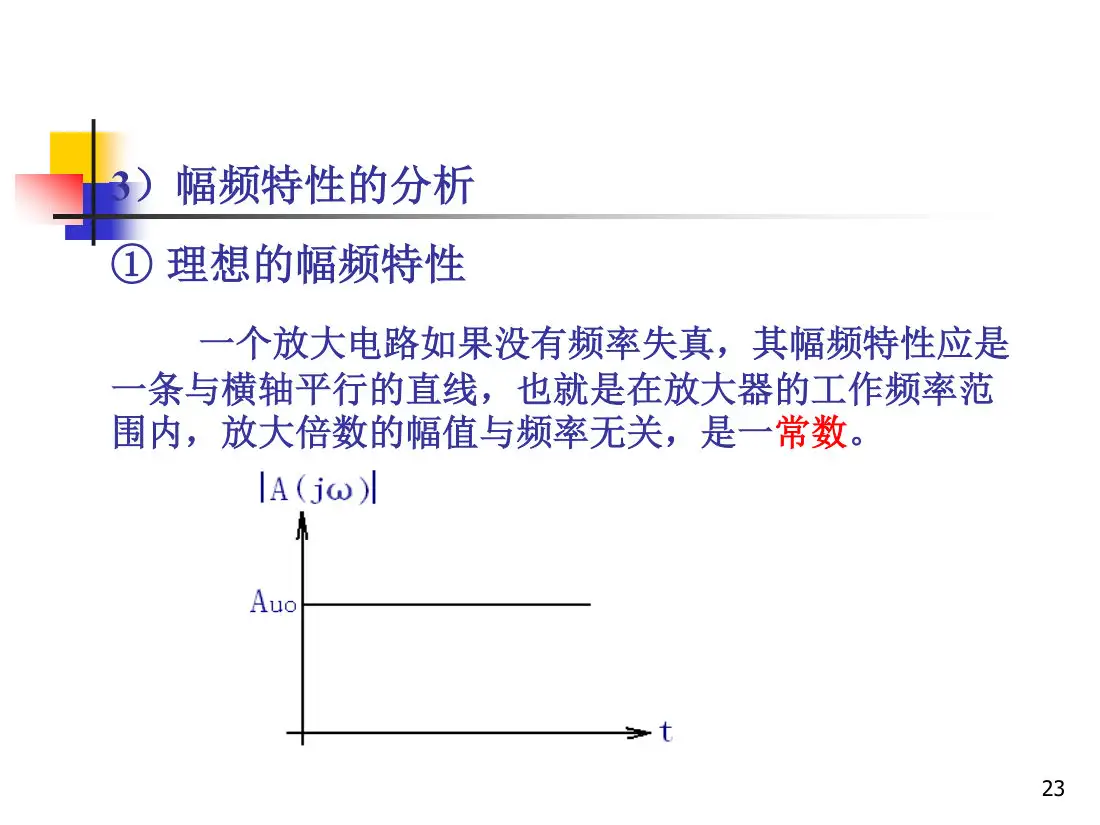 3）幅频特性的分析
① 理想的幅频特性
一个放大电路如果没有频率失真，其幅频特性应是
一条与横轴平行的直线，也就是在放大器的工作频率范
围内，放大倍数的幅值与频率无关，是一常数。
|A(jω)|
Auo
t
23